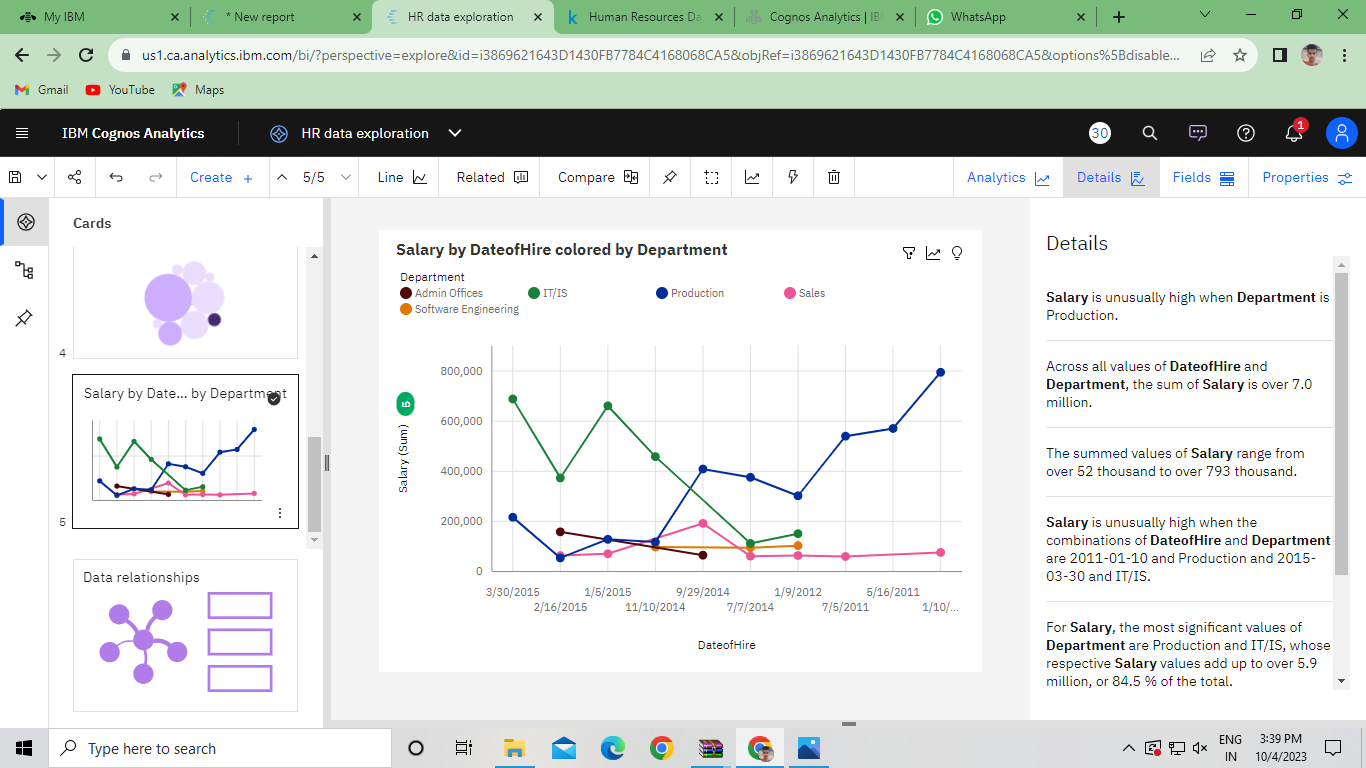 My IBM
* New report
HR data exploration
Human Resources Da
Cognos Analytics | IB
WhatsApp
us1.ca.analytics.ibm.com/bi/?perspective=explore&id=i3869621643D1430FB7784C4168068CA5&objRef=i3869621643D1430FB7784C4168068CA5&options%5Bdisable...
Gmail
YouTube
Maps
IBM Cognos Analytics
HR data exploration
30
1
Create +
5/5
Line
Related
Compare
Analytics
Details
Fields
Properties
Cards
4
Salary by Date... by Department
5
Data relationships
Salary by DateofHire colored by Department
Department
Admin Offices
IT/IS
Production
Sales
Software Engineering
Salary (Sum)
800,000
600,000
400,000
200,000
0
3/30/2015
2/16/2015
1/5/2015
11/10/2014
9/29/2014
7/7/2014
1/9/2012
7/5/2011
5/16/2011
1/10/...
DateofHire
Details
Salary is unusually high when Department is
Production.
Across all values of DateofHire and
Department, the sum of Salary is over 7.0
million.
The summed values of Salary range from
over 52 thousand to over 793 thousand.
Salary is unusually high when the
combinations of DateofHire and Department
are 2011-01-10 and Production and 2015-
03-30 and IT/IS.
For Salary, the most significant values of
Department are Production and IT/IS, whose
respective Salary values add up to over 5.9
million, or 84.5 % of the total.
Type here to search
ENG
IN
3:39 PM
10/4/2023